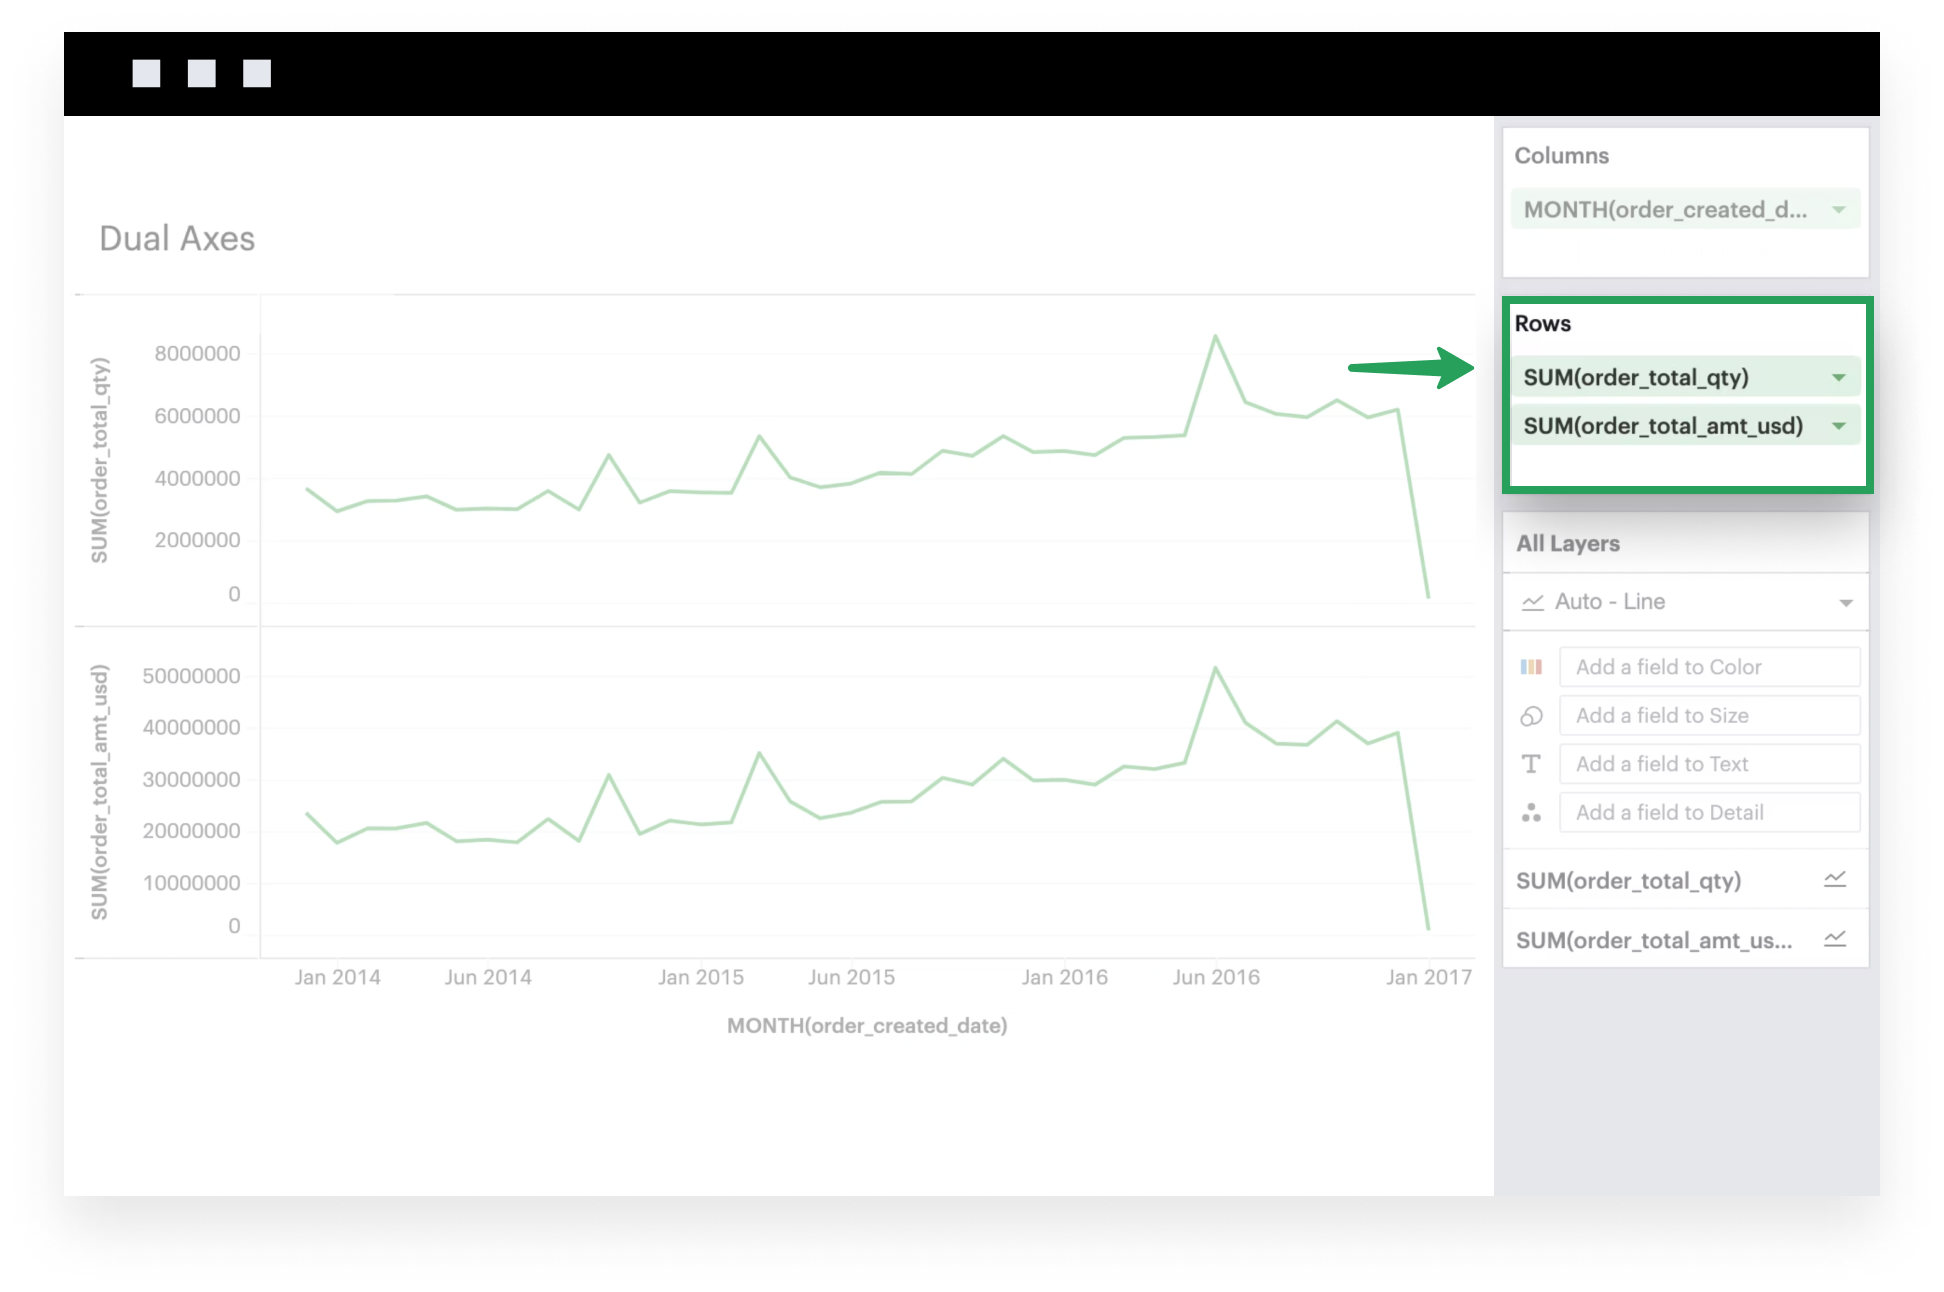 Dual Axes
SUM(order_total_qty)
8000000
6000000
4000000
2000000
0
SUM(order_total_amt_usd)
50000000
40000000
30000000
20000000
10000000
0
Jan 2014 Jun 2014 Jan 2015 Jun 2015 Jan 2016 Jun 2016 Jan 2017
MONTH(order_created_date)
Columns
MONTH(order_created_d...
Rows
SUM(order_total_qty)
SUM(order_total_amt_usd)
All Layers
Auto - Line
Add a field to Color
Add a field to Size
T Add a field to Text
Add a field to Detail
SUM(order_total_qty)
SUM(order_total_amt_us...